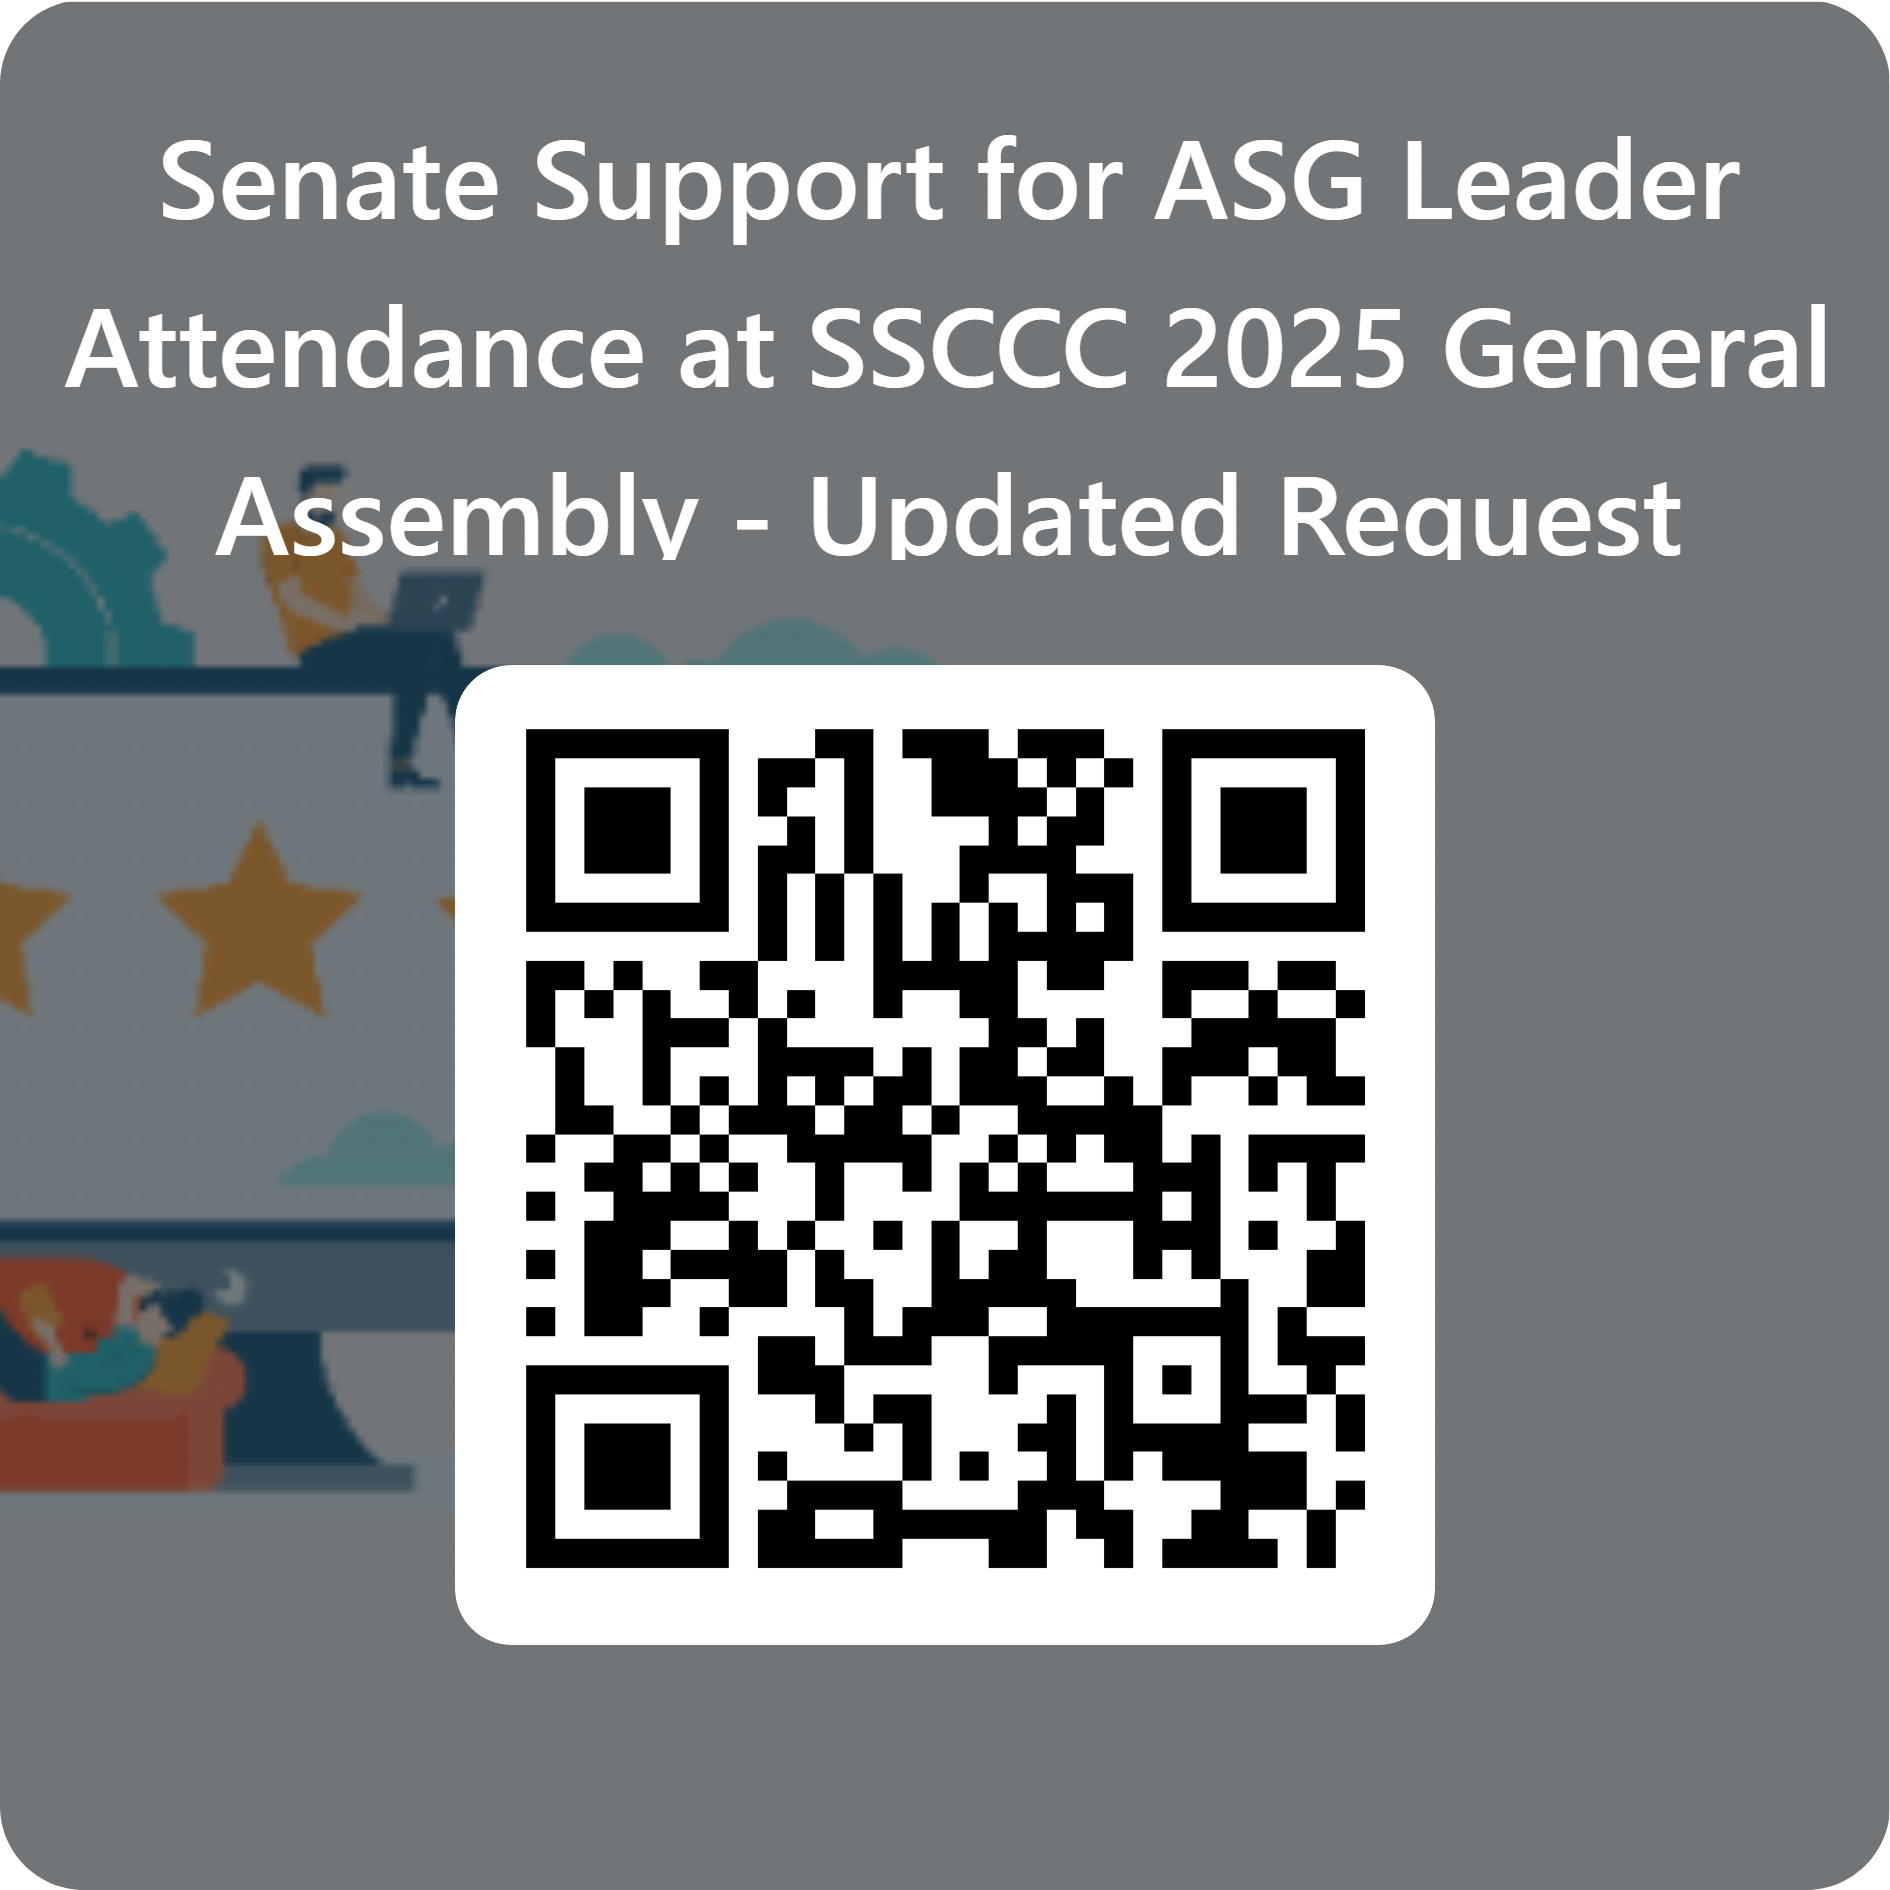 Senate Support for ASG Leader
Attendance at SSCCC 2025 General
Assembly - Updated Request